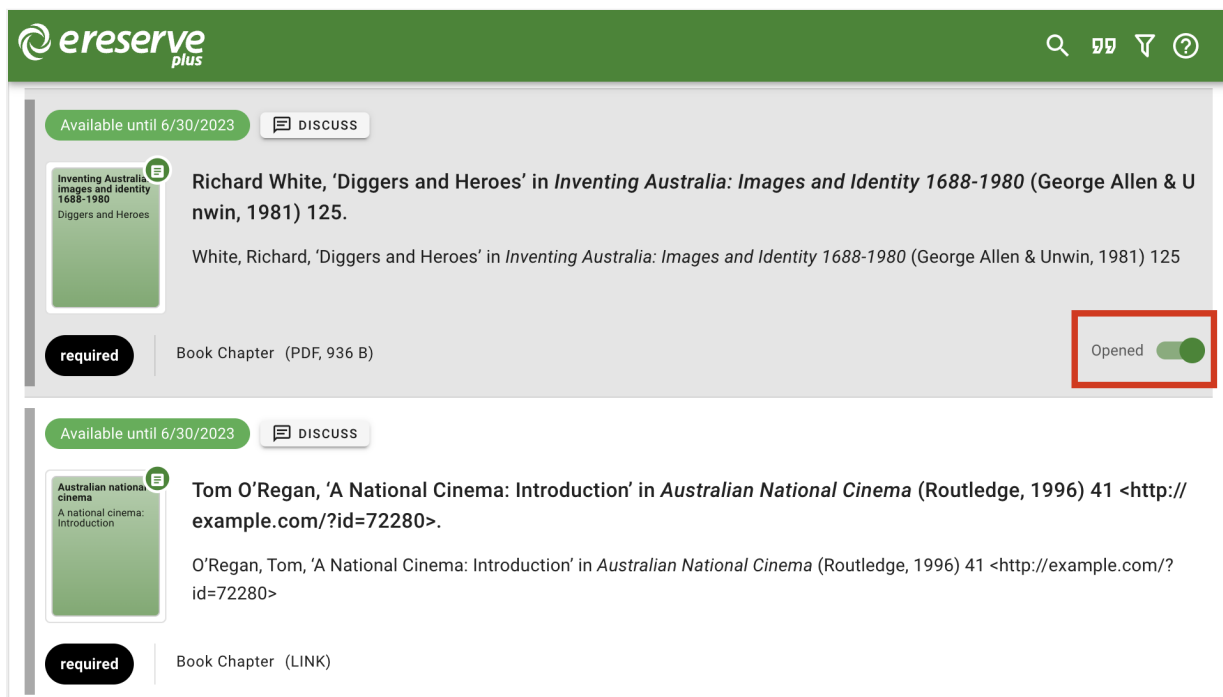 ereserve
plus
Available until 6/30/2023 DISCUSS
Inventing Australia:
images and identity
1688-1980
Diggers and Heroes
Richard White, ‘Diggers and Heroes’ in Inventing Australia: Images and Identity 1688-1980 (George Allen & U
nwin, 1981) 125.
White, Richard, ‘Diggers and Heroes’ in Inventing Australia: Images and Identity 1688-1980 (George Allen & Unwin, 1981) 125
required Book Chapter (PDF, 936 B) Opened
Available until 6/30/2023 DISCUSS
Australian national
cinema
A national cinema:
Introduction
Tom O’Regan, ‘A National Cinema: Introduction’ in Australian National Cinema (Routledge, 1996) 41 <http://
example.com/?id=72280>.
O’Regan, Tom, ‘A National Cinema: Introduction’ in Australian National Cinema (Routledge, 1996) 41 <http://example.com/?
id=72280>
required Book Chapter (LINK)